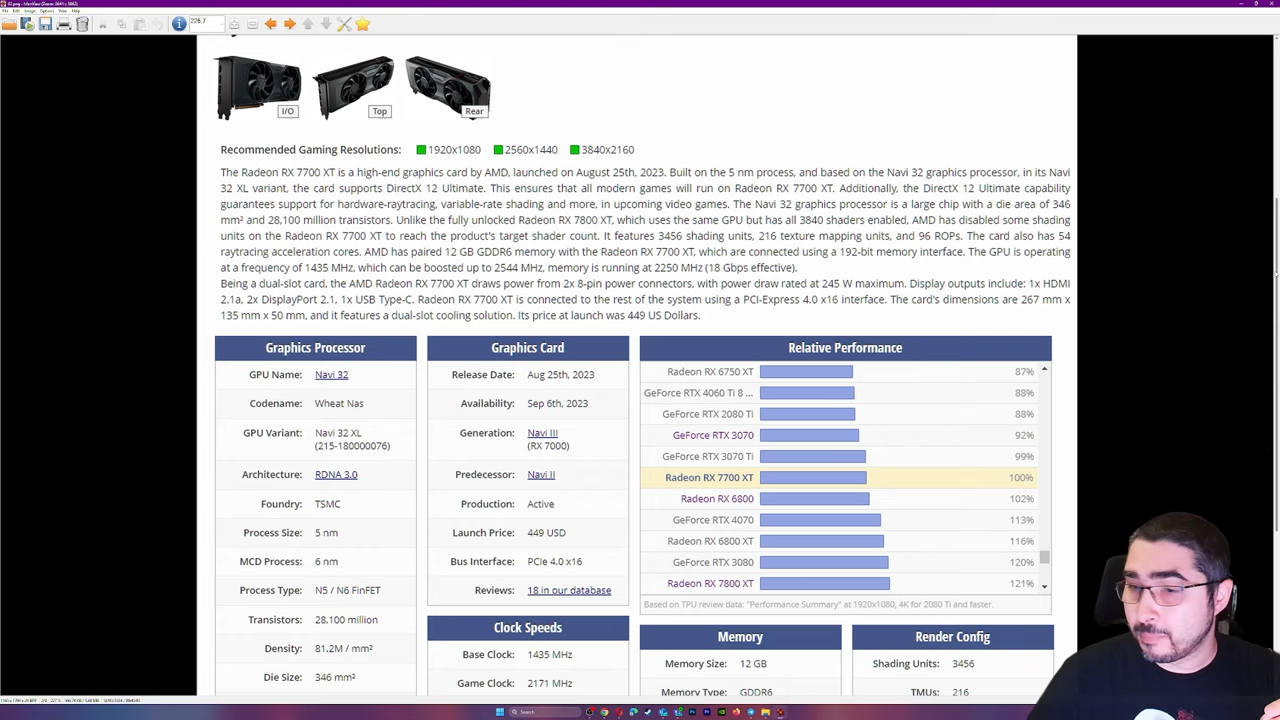 File Edit Image Options View Help
226.7
I/O
Top
Rear
Recommended Gaming Resolutions: 1920x1080 2560x1440 3840x2160
The Radeon RX 7700 XT is a high-end graphics card by AMD, launched on August 25th, 2023. Built on the 5 nm process, and based on the Navi 32 graphics processor, in its Navi
32 XL variant, the card supports DirectX 12 Ultimate. This ensures that all modern games will run on Radeon RX 7700 XT. Additionally, the DirectX 12 Ultimate capability
guarantees support for hardware-raytracing, variable-rate shading and more, in upcoming video games. The Navi 32 graphics processor is a large chip with a die area of 346
mm² and 28,100 million transistors. Unlike the fully unlocked Radeon RX 7800 XT, which uses the same GPU but has all 3840 shaders enabled, AMD has disabled some shading
units on the Radeon RX 7700 XT to reach the product's target shader count. It features 3456 shading units, 216 texture mapping units, and 96 ROPs. The card also has 54
raytracing acceleration cores. AMD has paired 12 GB GDDR6 memory with the Radeon RX 7700 XT, which are connected using a 192-bit memory interface. The GPU is operating
at a frequency of 1435 MHz, which can be boosted up to 2544 MHz, memory is running at 2250 MHz (18 Gbps effective).
Being a dual-slot card, the AMD Radeon RX 7700 XT draws power from 2x 8-pin power connectors, with power draw rated at 245 W maximum. Display outputs include: 1x HDMI
2.1a, 2x DisplayPort 2.1, 1x USB Type-C. Radeon RX 7700 XT is connected to the rest of the system using a PCI-Express 4.0 x16 interface. The card's dimensions are 267 mm x
135 mm x 50 mm, and it features a dual-slot cooling solution. Its price at launch was 449 US Dollars.
Graphics Processor
GPU Name: Navi 32
Codename: Wheat Nas
GPU Variant: Navi 32 XL
(215-180000076)
Architecture: RDNA 3.0
Foundry: TSMC
Process Size: 5 nm
MCD Process: 6 nm
Process Type: N5 / N6 FinFET
Transistors: 28,100 million
Density: 81.2M / mm²
Die Size: 346 mm²
Graphics Card
Release Date: Aug 25th, 2023
Availability: Sep 6th, 2023
Generation: Navi III
(RX 7000)
Predecessor: Navi II
Production: Active
Launch Price: 449 USD
Bus Interface: PCIe 4.0 x16
Reviews: 18 in our database
Clock Speeds
Base Clock: 1435 MHz
Game Clock: 2171 MHz
Relative Performance
Radeon RX 6750 XT 87%
GeForce RTX 4060 Ti 8 ... 88%
GeForce RTX 2080 Ti 88%
GeForce RTX 3070 92%
GeForce RTX 3070 Ti 99%
Radeon RX 7700 XT 100%
Radeon RX 6800 102%
GeForce RTX 4070 113%
Radeon RX 6800 XT 116%
GeForce RTX 3080 120%
Radeon RX 7800 XT 121%
Based on TPU review data: "Performance Summary" at 1920x1080, 4K for 2080 Ti and faster.
Memory
Memory Size: 12 GB
Memory Type: GDDR6
Render Config
Shading Units: 3456
TMUs: 216
Search